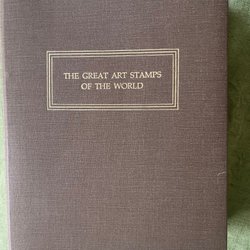 THE GREAT ART STAMPS
OF THE WORLD